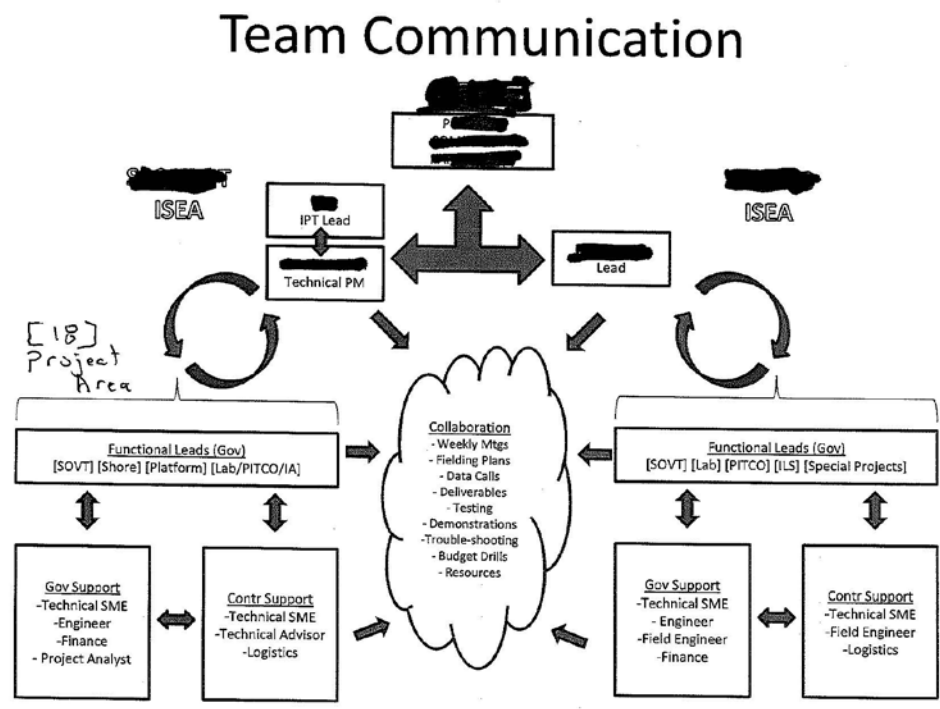 Team Communication
ISEA
ISEA
IPT Lead
Technical PM
Lead
[18]
Project
Area
Functional Leads (Gov)
[SOVT] [Shore] [Platform] [Lab/PITCO/IA]
Collaboration
- Weekly Mtgs
- Fielding Plans
- Data Calls
- Deliverables
- Testing
- Demonstrations
-Trouble-shooting
- Budget Drills
- Resources
Functional Leads (Gov)
[SOVT] [Lab] [PITCO] [ILS] [Special Projects]
Gov Support
-Technical SME
-Engineer
-Finance
- Project Analyst
Contr Support
-Technical SME
-Technical Advisor
-Logistics
Gov Support
-Technical SME
- Engineer
-Field Engineer
- Finance
Contr Support
-Technical SME
-Field Engineer
-Logistics